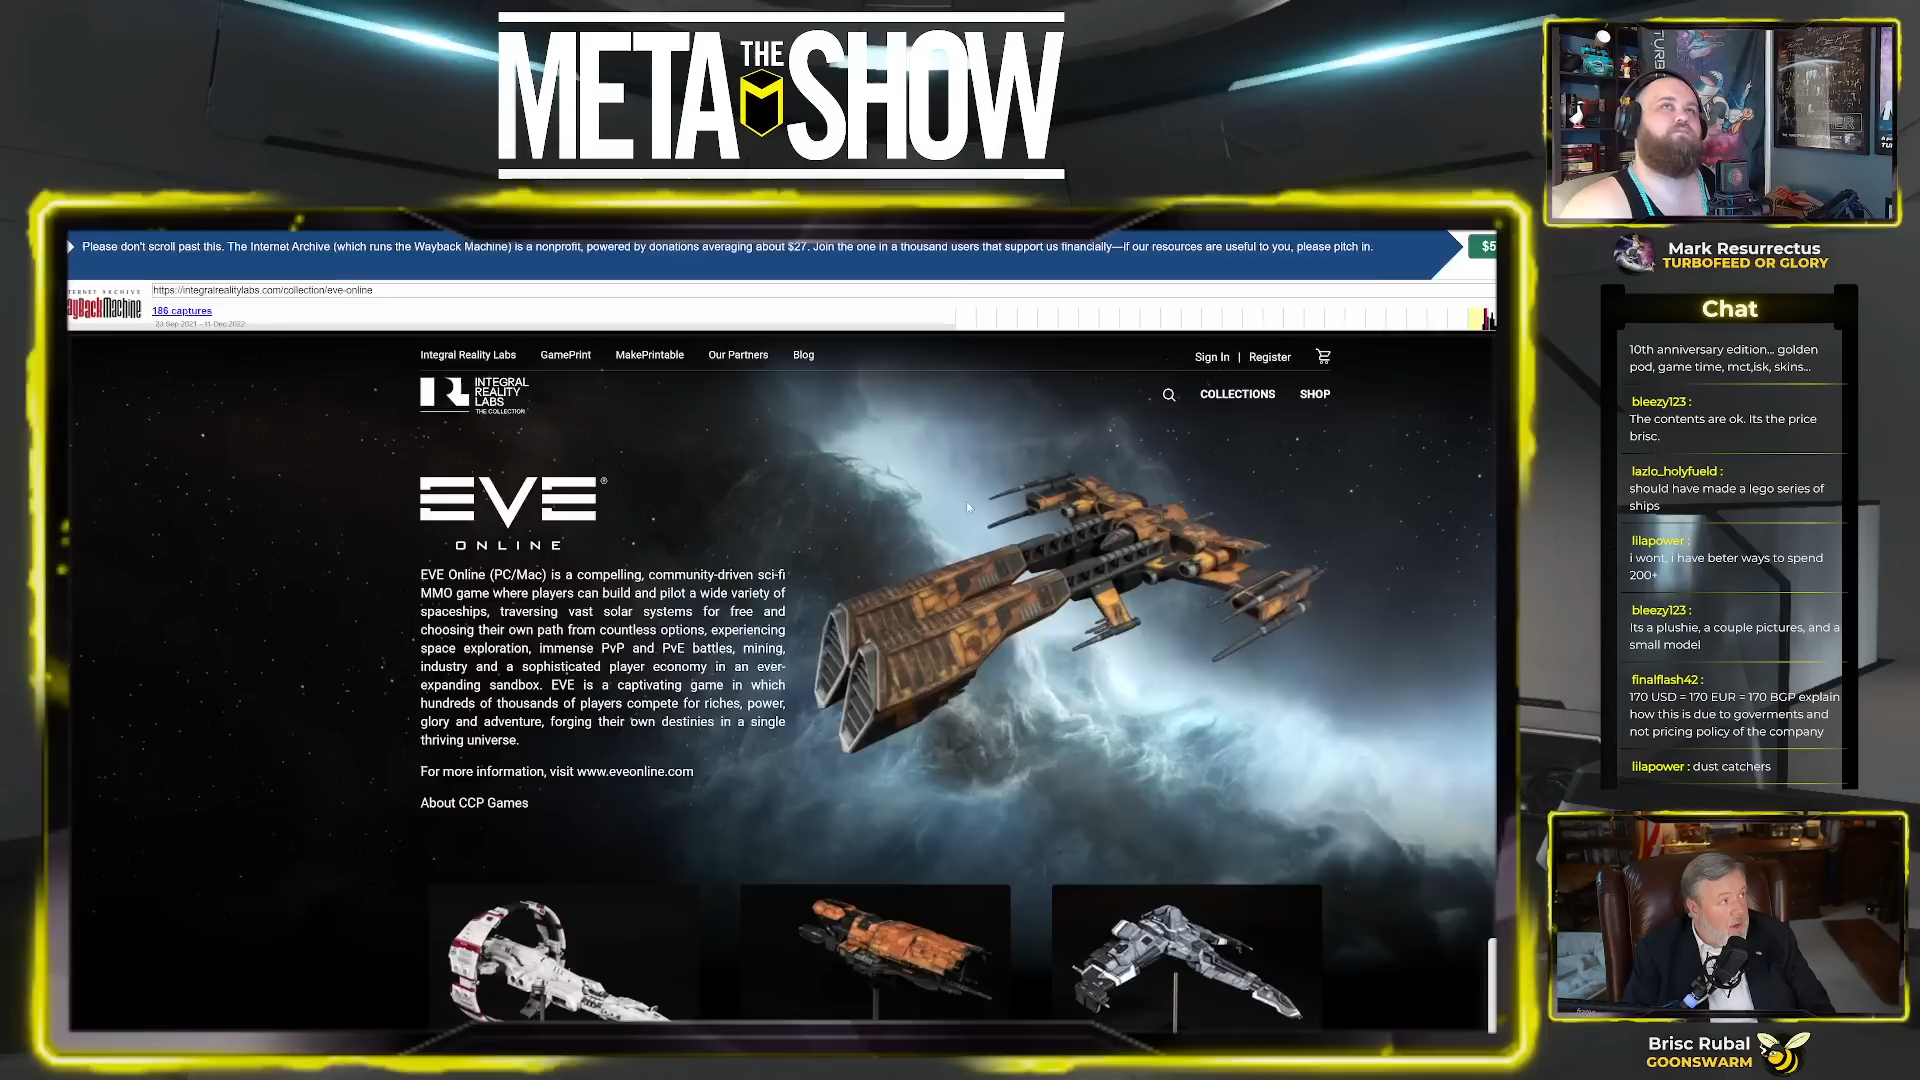 META THE SHOW
Please don't scroll past this. The Internet Archive (which runs the Wayback Machine) is a nonprofit, powered by donations averaging about $27. Join the one in a thousand users that support us financially—if our resources are useful to you, please pitch in.
$5
TERNET ARCHIVE
ayBackMachine
https://integralrealitylabs.com/collection/eve-online
186 captures
23 Sep 2021 - 11 Dec 2022
Integral Reality Labs GamePrint MakePrintable Our Partners Blog
Sign In | Register
INTEGRAL
REALITY
LABS
THE COLLECTION
COLLECTIONS SHOP
EVE ®
ONLINE
EVE Online (PC/Mac) is a compelling, community-driven sci-fi
MMO game where players can build and pilot a wide variety of
spaceships, traversing vast solar systems for free and
choosing their own path from countless options, experiencing
space exploration, immense PvP and PvE battles, mining,
industry and a sophisticated player economy in an ever-
expanding sandbox. EVE is a captivating game in which
hundreds of thousands of players compete for riches, power,
glory and adventure, forging their own destinies in a single
thriving universe.
For more information, visit www.eveonline.com
About CCP Games
Mark Resurrectus
TURBOFEED OR GLORY
Chat
10th anniversary edition... golden
pod, game time, mct,isk, skins...
bleezy123 :
The contents are ok. Its the price
brisc.
lazlo_holyfueld :
should have made a lego series of
ships
lilapower :
i wont, i have beter ways to spend
200+
bleezy123 :
Its a plushie, a couple pictures, and a
small model
finalflash42 :
170 USD = 170 EUR = 170 BGP explain
how this is due to goverments and
not pricing policy of the company
lilapower : dust catchers
Brisc Rubal
GOONSWARM